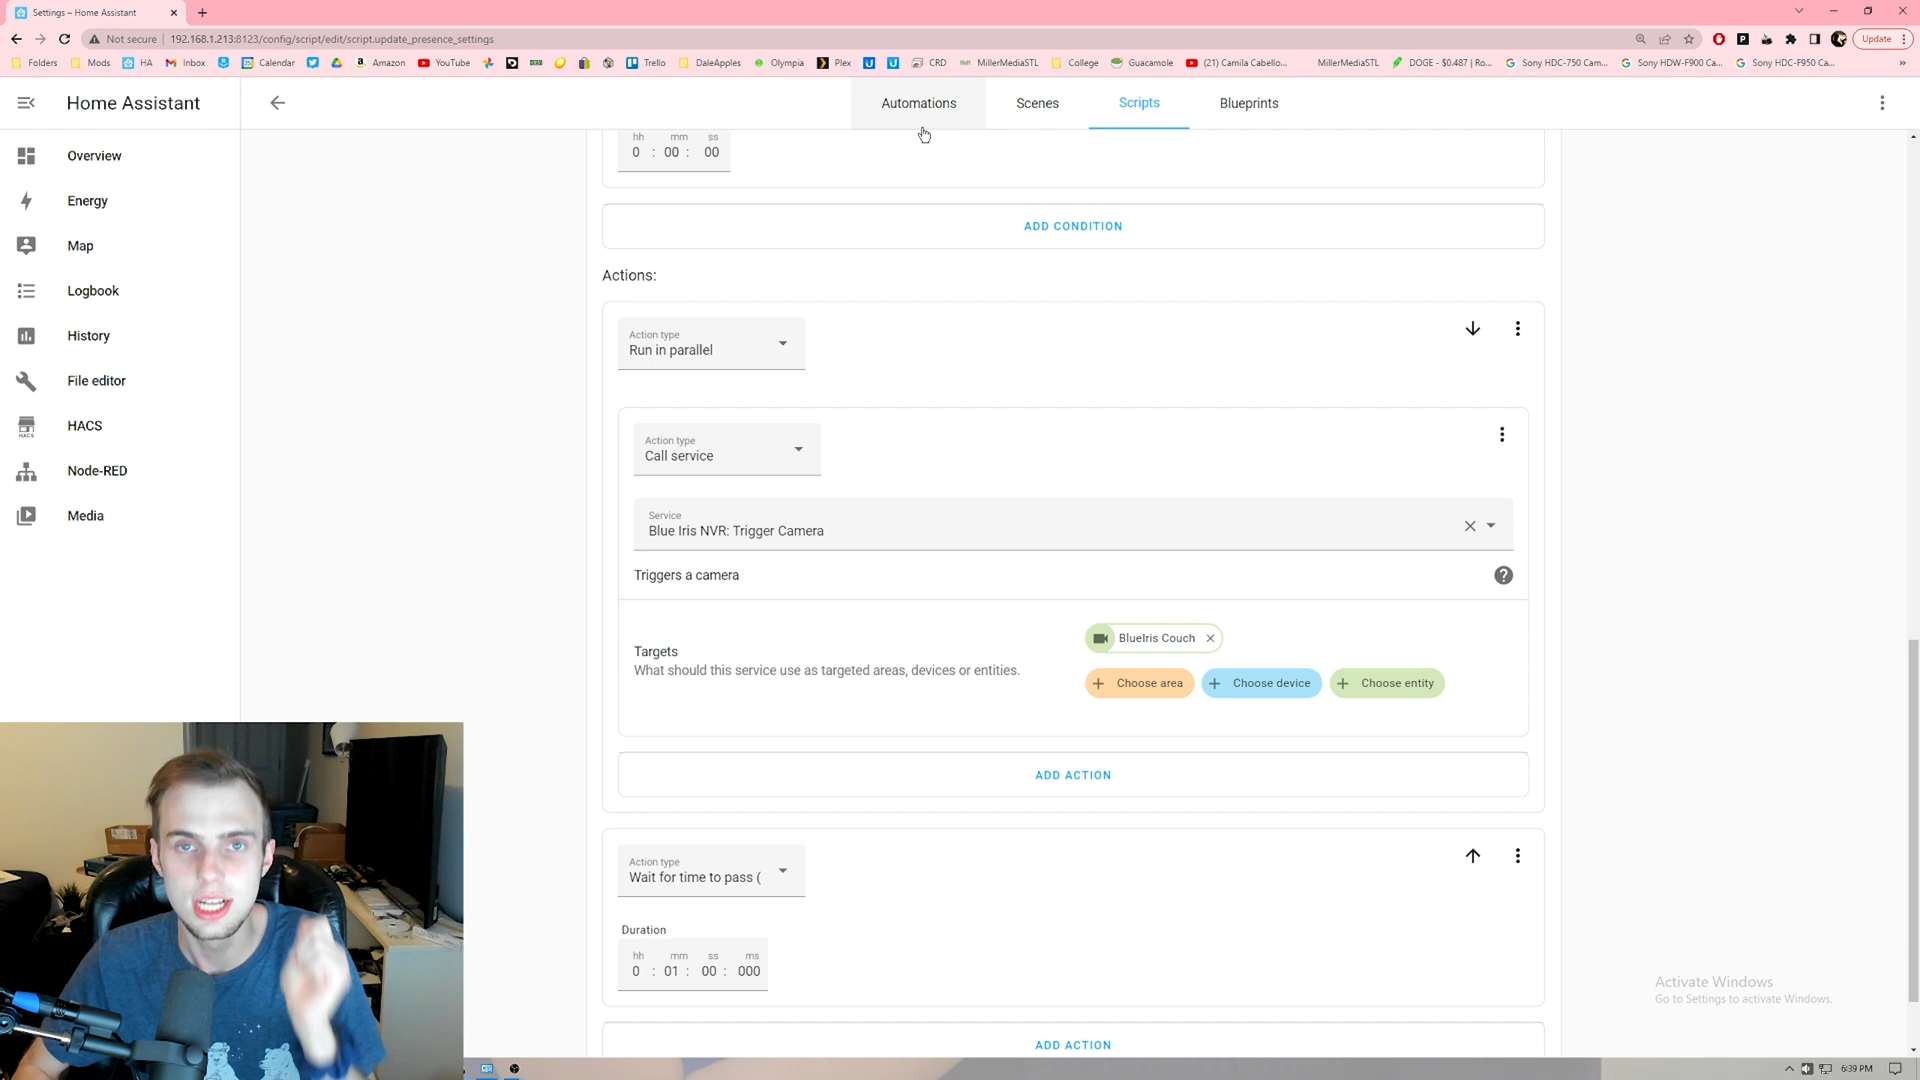 Settings – Home Assistant
Not secure 192.168.1.213:8123/config/script/edit/script.update_presence_settings
Update
Folders Mods HA Inbox Calendar Amazon YouTube Trello DaleApples Olympia Plex CRD MillerMediaSTL College Guacamole (21) Camila Cabello... MillerMediaSTL DOGE - $0.487 | Ro... Sony HDC-750 Cam... Sony HDW-F900 Ca... Sony HDC-F950 Ca... »
Home Assistant
Automations Scenes Scripts Blueprints
Overview
Energy
Map
Logbook
History
File editor
HACS
HACS
Node-RED
Media
hh mm ss
0 : 00 : 00
ADD CONDITION
Actions:
Action type
Run in parallel
Action type
Call service
Service
Blue Iris NVR: Trigger Camera
Triggers a camera
Targets
What should this service use as targeted areas, devices or entities.
BlueIris Couch
Choose area
Choose device
Choose entity
ADD ACTION
Action type
Wait for time to pass (
Duration
hh mm ss ms
0 : 01 : 00 : 000
ADD ACTION
Activate Windows
Go to Settings to activate Windows.
6:39 PM